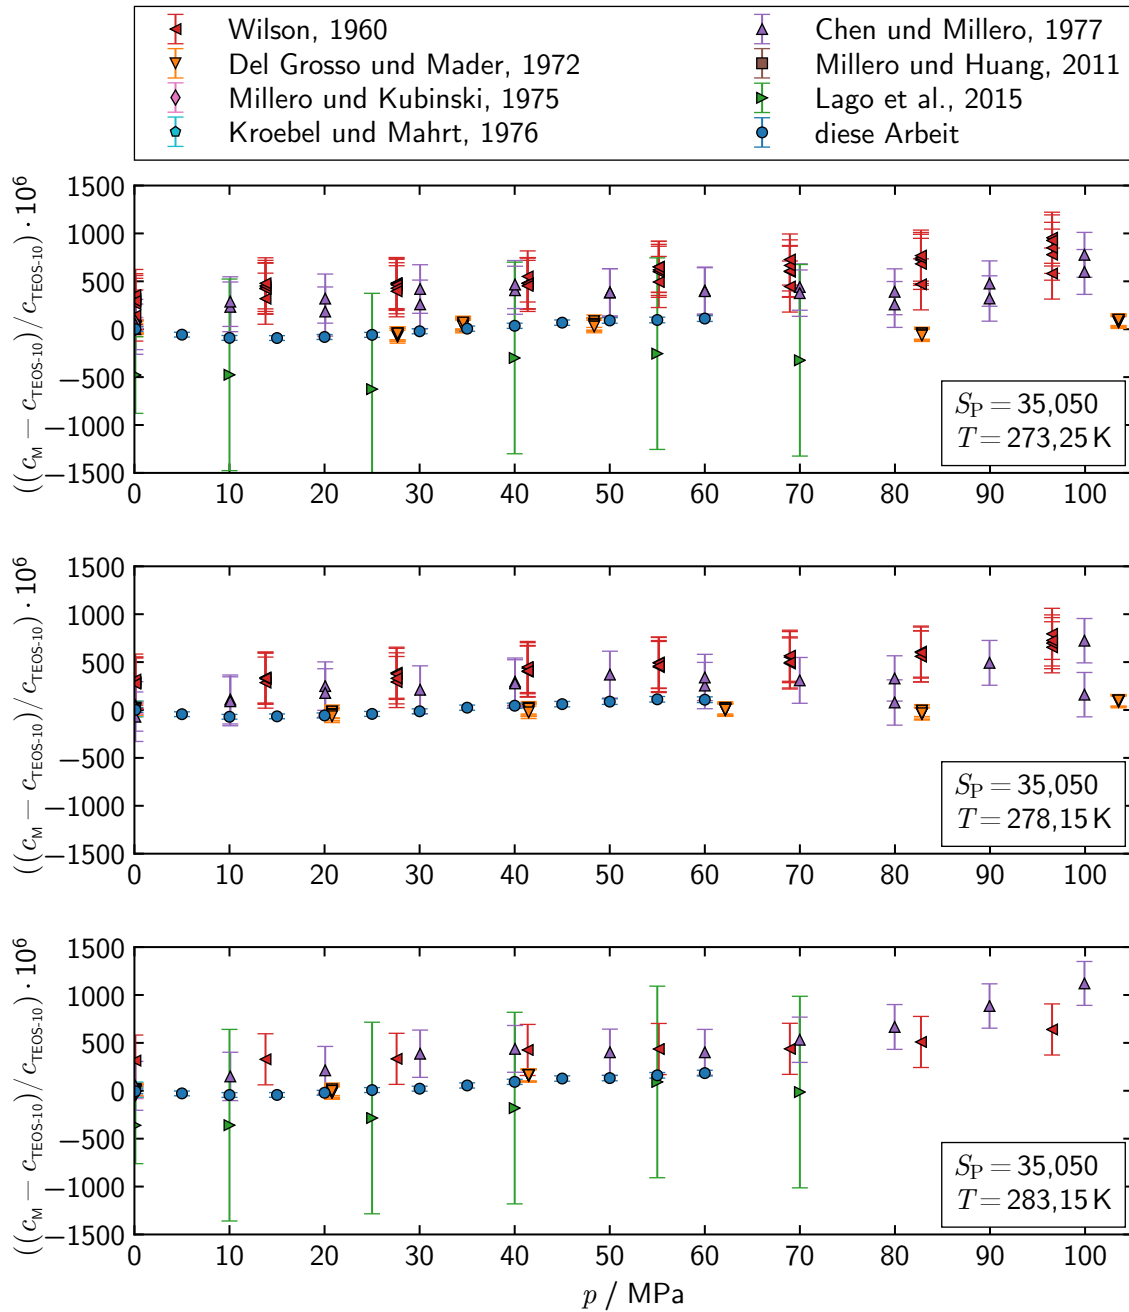 Wilson, 1960
Del Grosso und Mader, 1972
Millero und Kubinski, 1975
Kroebel und Mahrt, 1976
Chen und Millero, 1977
Millero und Huang, 2011
Lago et al., 2015
diese Arbeit
((c_M − c_TEOS-10)/c_TEOS-10) · 10^6
1500
1000
500
0
−500
−1000
−1500
S_P = 35,050
T = 273,25 K
0 10 20 30 40 50 60 70 80 90 100
((c_M − c_TEOS-10)/c_TEOS-10) · 10^6
1500
1000
500
0
−500
−1000
−1500
S_P = 35,050
T = 278,15 K
0 10 20 30 40 50 60 70 80 90 100
((c_M − c_TEOS-10)/c_TEOS-10) · 10^6
1500
1000
500
0
−500
−1000
−1500
S_P = 35,050
T = 283,15 K
0 10 20 30 40 50 60 70 80 90 100
p / MPa